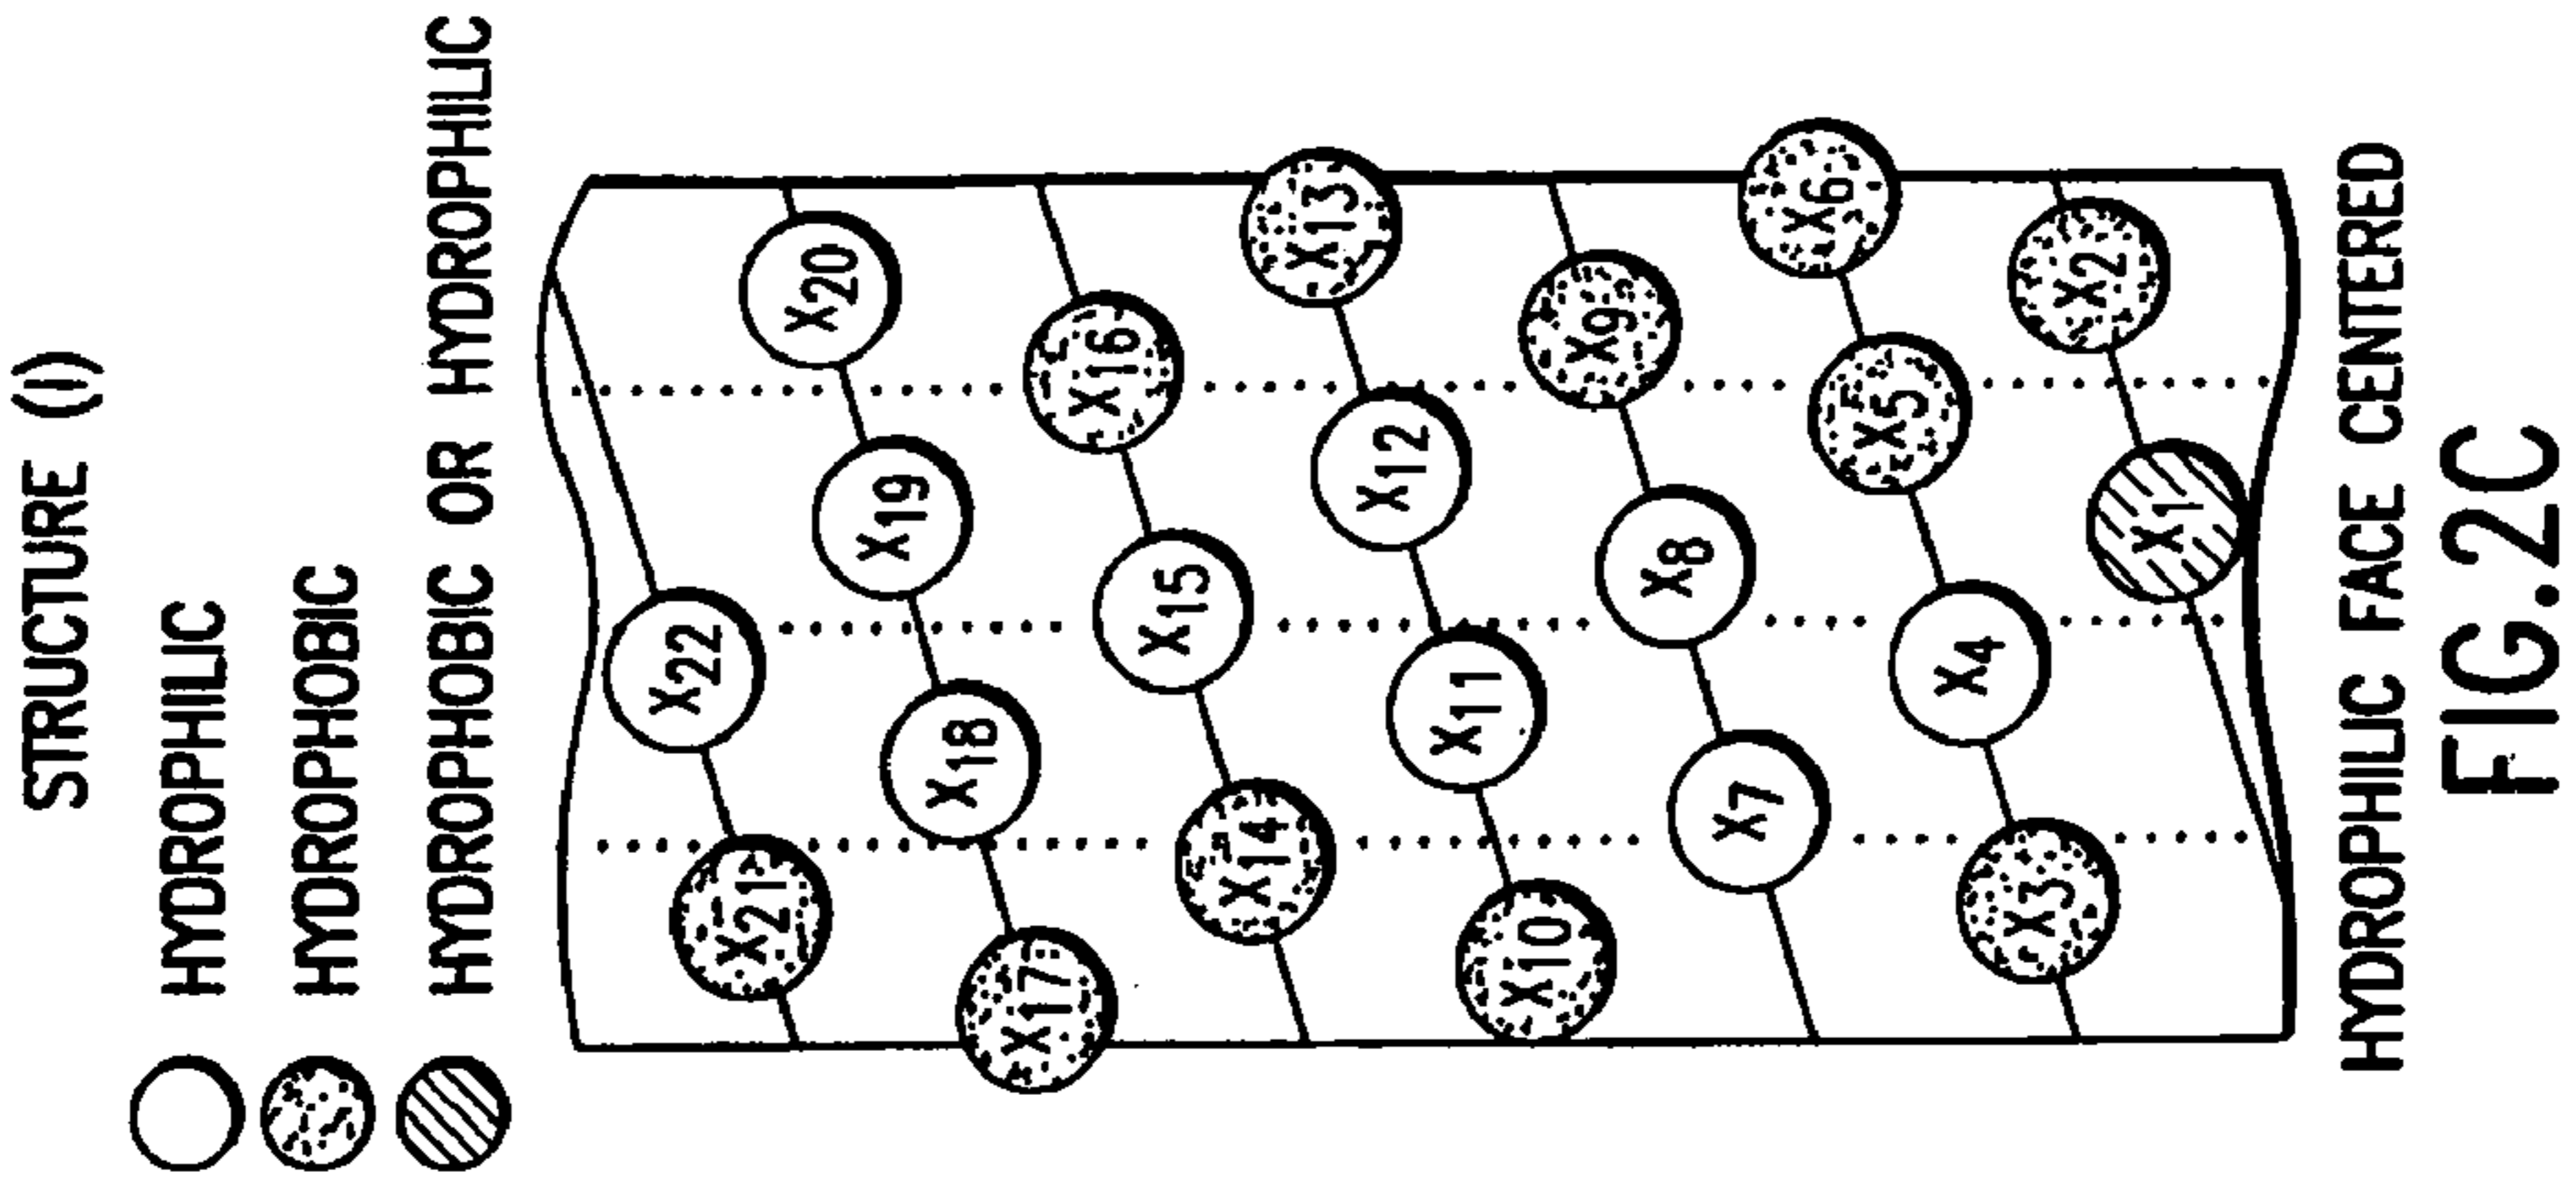 STRUCTURE (I)
HYDROPHILIC
HYDROPHOBIC
HYDROPHOBIC OR HYDROPHILIC
X21 X22
X17 X18 X19 X20
X14 X15 X16
X10 X11 X12 X13
X7 X8 X9
X3 X4 X5 X6
X1 X2
HYDROPHILIC FACE CENTERED
FIG.2C